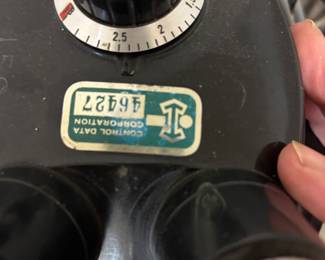 2.5 2
CONTROL DATA
CORPORATION
46427